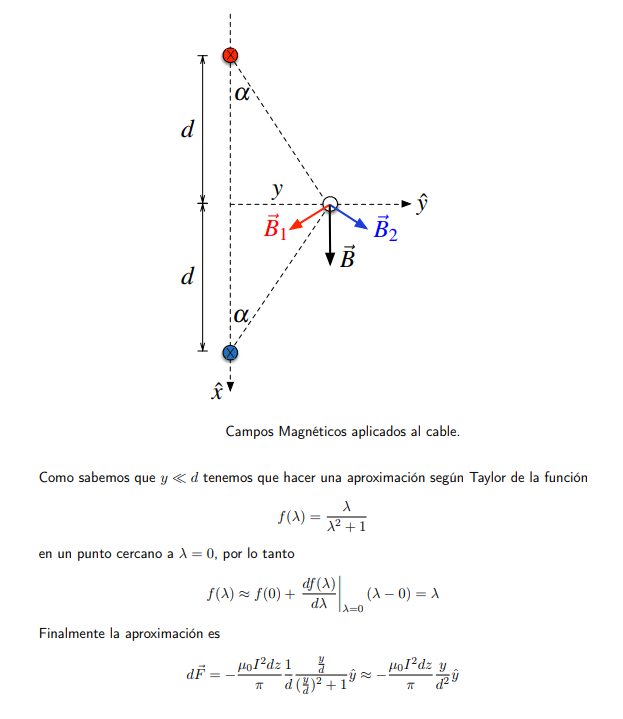 x
α
d
y
ŷ
B⃗₁
B⃗₂
B⃗
d
α
x
x̂
Campos Magnéticos aplicados al cable.
Como sabemos que y ≪ d tenemos que hacer una aproximación según Taylor de la función
f(λ) = λ / (λ² + 1)
en un punto cercano a λ = 0, por lo tanto
f(λ) ≈ f(0) + df(λ)/dλ |_{λ=0} (λ − 0) = λ
Finalmente la aproximación es
dF⃗ = − (μ₀I²dz / π) (1/d) ((y/d) / ((y/d)² + 1)) ŷ ≈ − (μ₀I²dz / π) (y/d²) ŷ